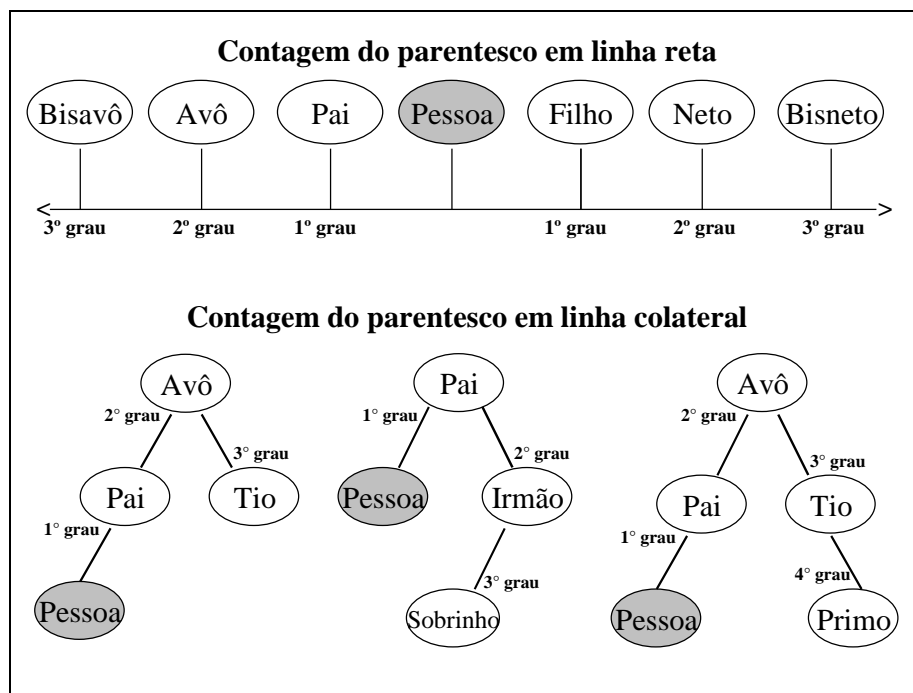 Contagem do parentesco em linha reta
Bisavô Avô Pai Pessoa Filho Neto Bisneto
3º grau 2º grau 1º grau 1º grau 2º grau 3º grau
Contagem do parentesco em linha colateral
Avô
2° grau
3° grau
Pai Tio
1° grau
Pessoa
Pai
1° grau
2° grau
Pessoa Irmão
3° grau
Sobrinho
Avô
2° grau
3° grau
Pai Tio
1° grau
4° grau
Pessoa Primo